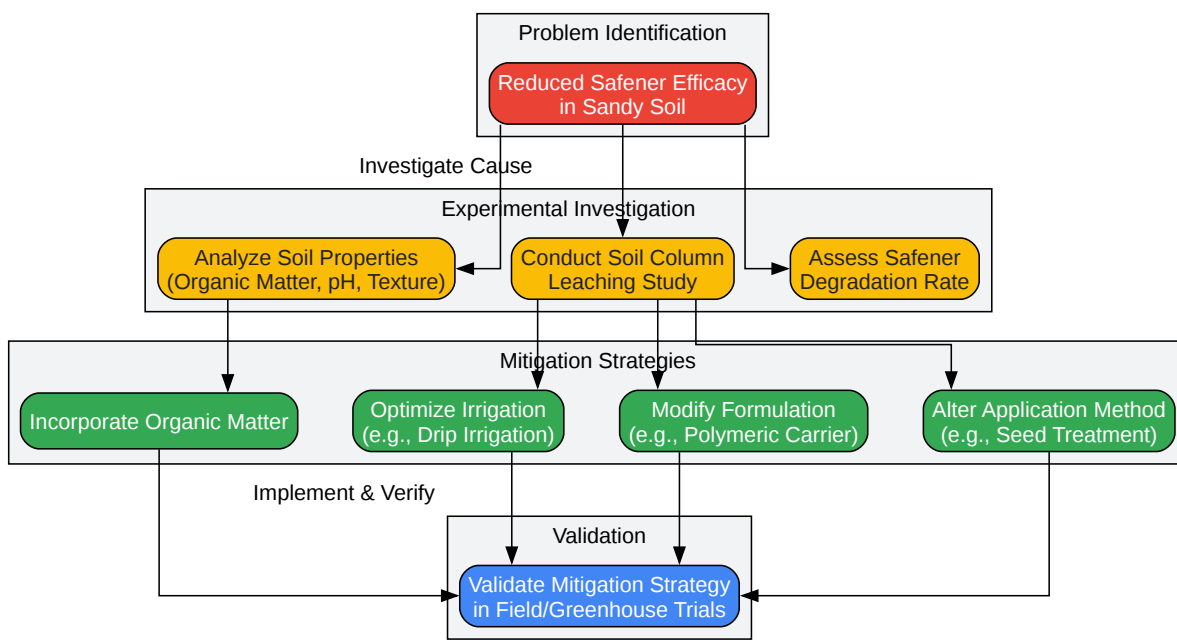 Problem Identification
Reduced Safener Efficacy
in Sandy Soil
Investigate Cause
Experimental Investigation
Analyze Soil Properties
(Organic Matter, pH, Texture)
Conduct Soil Column
Leaching Study
Assess Safener
Degradation Rate
Mitigation Strategies
Incorporate Organic Matter
Optimize Irrigation
(e.g., Drip Irrigation)
Modify Formulation
(e.g., Polymeric Carrier)
Alter Application Method
(e.g., Seed Treatment)
Implement & Verify
Validation
Validate Mitigation Strategy
in Field/Greenhouse Trials